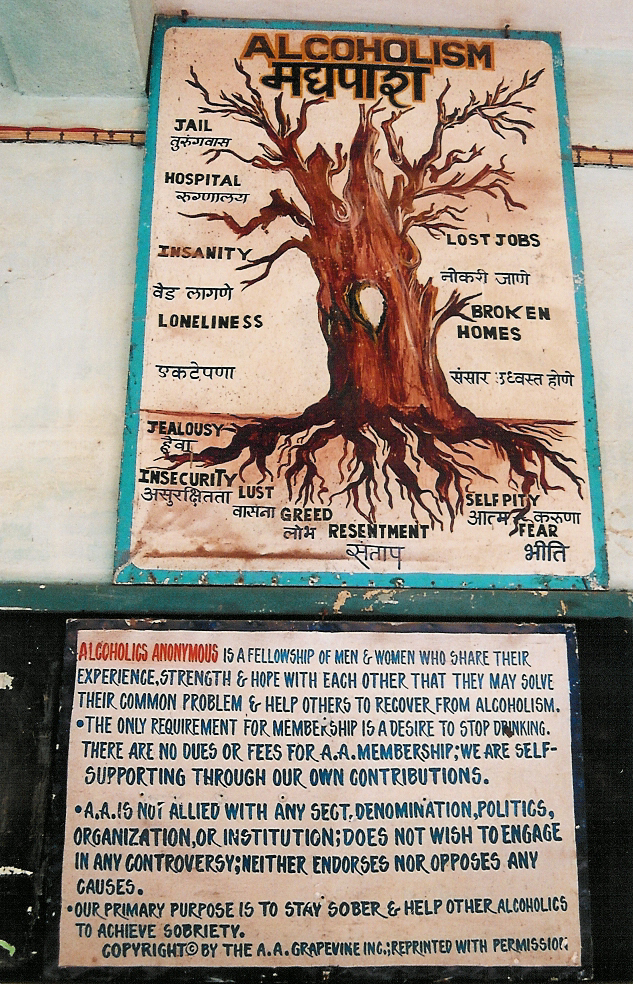 ALCOHOLISM
मद्यपाश
JAIL
तुरुंगवास
HOSPITAL
रुग्णालय
INSANITY
वेड लागणे
LONELINESS
एकटेपणा
LOST JOBS
नोकरी जाणे
BROKEN
HOMES
संसार उध्वस्त होणे
JEALOUSY
हेवा
INSECURITY
असुरक्षितता
LUST
वासना
GREED
लोभ
RESENTMENT
संताप
SELF PITY
आत्म करुणा
FEAR
भीति
ALCOHOLICS ANONYMOUS IS A FELLOWSHIP OF MEN & WOMEN WHO SHARE THEIR
EXPERIENCE, STRENGTH & HOPE WITH EACH OTHER THAT THEY MAY SOLVE
THEIR COMMON PROBLEM & HELP OTHERS TO RECOVER FROM ALCOHOLISM.
•THE ONLY REQUIREMENT FOR MEMBERSHIP IS A DESIRE TO STOP DRINKING.
THERE ARE NO DUES OR FEES FOR A.A. MEMBERSHIP; WE ARE SELF-
SUPPORTING THROUGH OUR OWN CONTRIBUTIONS.
•A.A. IS NOT ALLIED WITH ANY SECT, DENOMINATION, POLITICS,
ORGANIZATION, OR INSTITUTION; DOES NOT WISH TO ENGAGE
IN ANY CONTROVERSY; NEITHER ENDORSES NOR OPPOSES ANY
CAUSES.
•OUR PRIMARY PURPOSE IS TO STAY SOBER & HELP OTHER ALCOHOLICS
TO ACHIEVE SOBRIETY.
COPYRIGHT © BY THE A.A. GRAPEVINE INC.; REPRINTED WITH PERMISSION.